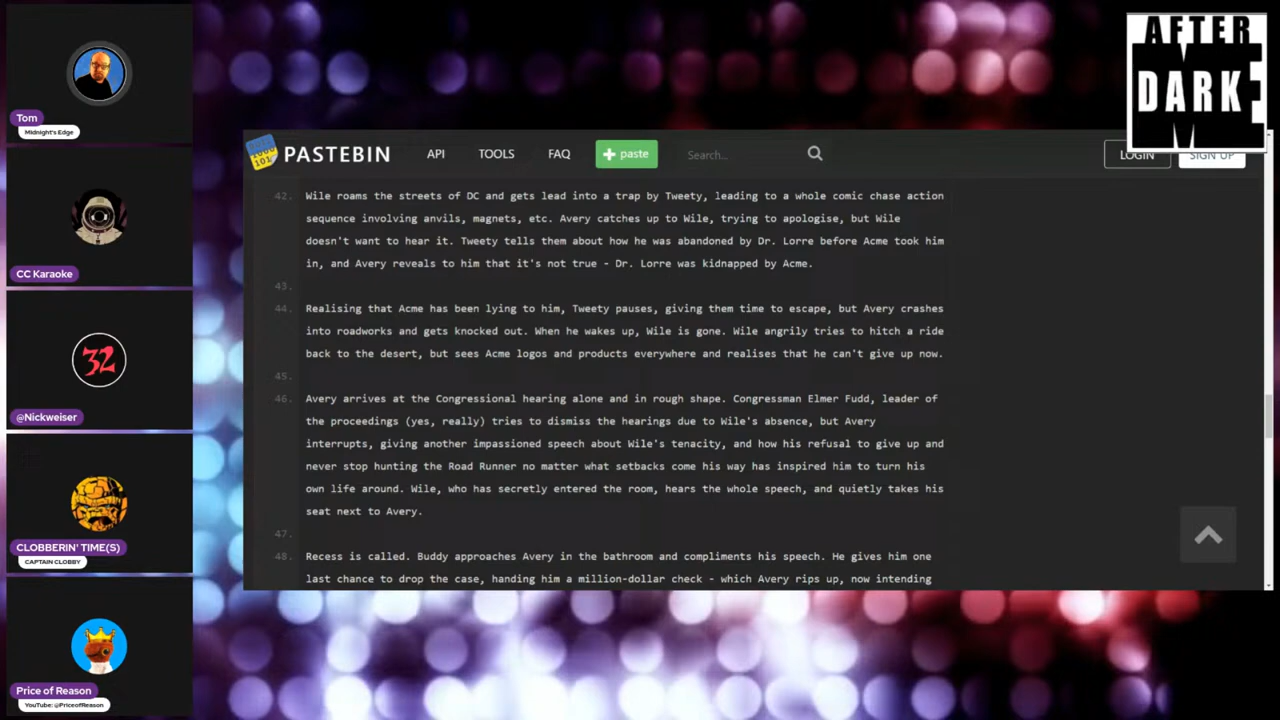 Tom
Midnight's Edge
CC Karaoke
32
@Nickweiser
CLOBBERIN' TIME(S)
CAPTAIN CLOBBY
Price of Reason
YouTube: @PriceofReason
AFTER
DARK
ME
PASTEBIN
API
TOOLS
FAQ
+ paste
Search...
LOGIN
SIGN UP
42. Wile roams the streets of DC and gets lead into a trap by Tweety, leading to a whole comic chase action
sequence involving anvils, magnets, etc. Avery catches up to Wile, trying to apologise, but Wile
doesn't want to hear it. Tweety tells them about how he was abandoned by Dr. Lorre before Acme took him
in, and Avery reveals to him that it's not true - Dr. Lorre was kidnapped by Acme.
43.
44. Realising that Acme has been lying to him, Tweety pauses, giving them time to escape, but Avery crashes
into roadworks and gets knocked out. When he wakes up, Wile is gone. Wile angrily tries to hitch a ride
back to the desert, but sees Acme logos and products everywhere and realises that he can't give up now.
45.
46. Avery arrives at the Congressional hearing alone and in rough shape. Congressman Elmer Fudd, leader of
the proceedings (yes, really) tries to dismiss the hearings due to Wile's absence, but Avery
interrupts, giving another impassioned speech about Wile's tenacity, and how his refusal to give up and
never stop hunting the Road Runner no matter what setbacks come his way has inspired him to turn his
own life around. Wile, who has secretly entered the room, hears the whole speech, and quietly takes his
seat next to Avery.
47.
48. Recess is called. Buddy approaches Avery in the bathroom and compliments his speech. He gives him one
last chance to drop the case, handing him a million-dollar check - which Avery rips up, now intending